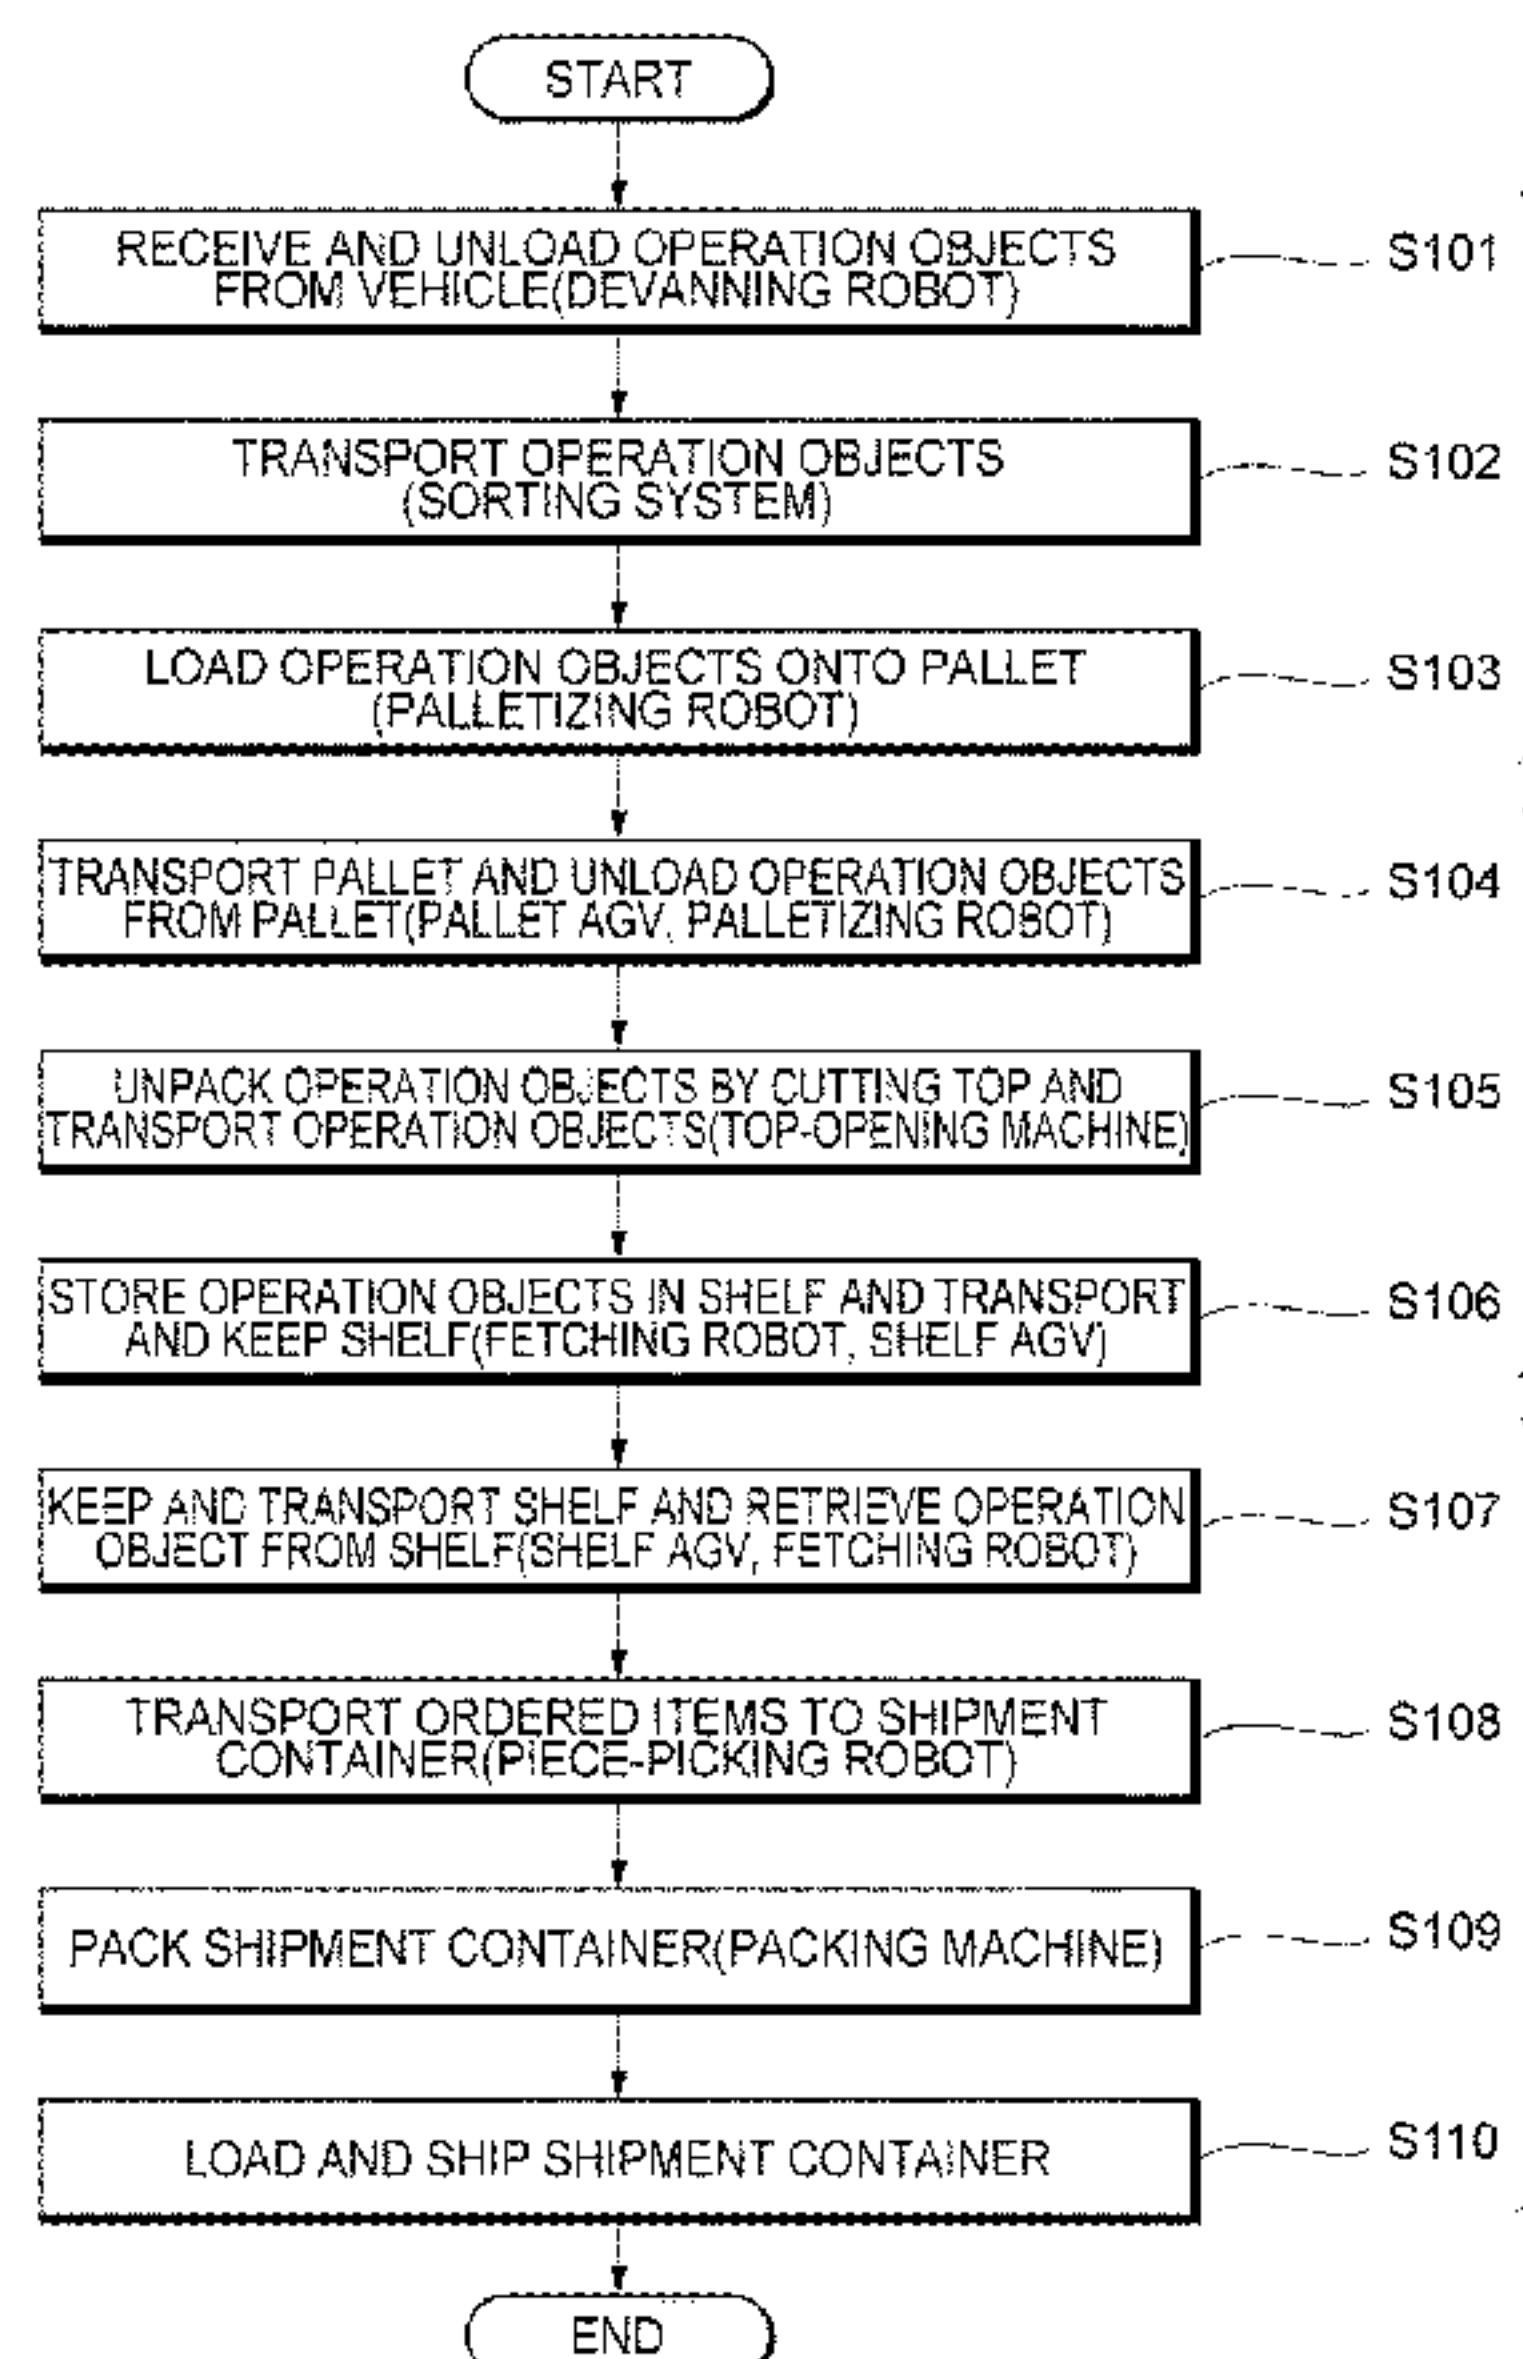 START
RECEIVE AND UNLOAD OPERATION OBJECTS
FROM VEHICLE(DEVANNING ROBOT)
S101
TRANSPORT OPERATION OBJECTS
(SORTING SYSTEM)
S102
LOAD OPERATION OBJECTS ONTO PALLET
(PALLETIZING ROBOT)
S103
TRANSPORT PALLET AND UNLOAD OPERATION OBJECTS
FROM PALLET(PALLET AGV, PALLETIZING ROBOT)
S104
UNPACK OPERATION OBJECTS BY CUTTING TOP AND
TRANSPORT OPERATION OBJECTS(TOP-OPENING MACHINE)
S105
STORE OPERATION OBJECTS IN SHELF AND TRANSPORT
AND KEEP SHELF(FETCHING ROBOT, SHELF AGV)
S106
KEEP AND TRANSPORT SHELF AND RETRIEVE OPERATION
OBJECT FROM SHELF(SHELF AGV, FETCHING ROBOT)
S107
TRANSPORT ORDERED ITEMS TO SHIPMENT
CONTAINER(PIECE-PICKING ROBOT)
S108
PACK SHIPMENT CONTAINER(PACKING MACHINE)
S109
LOAD AND SHIP SHIPMENT CONTAINER
S110
END